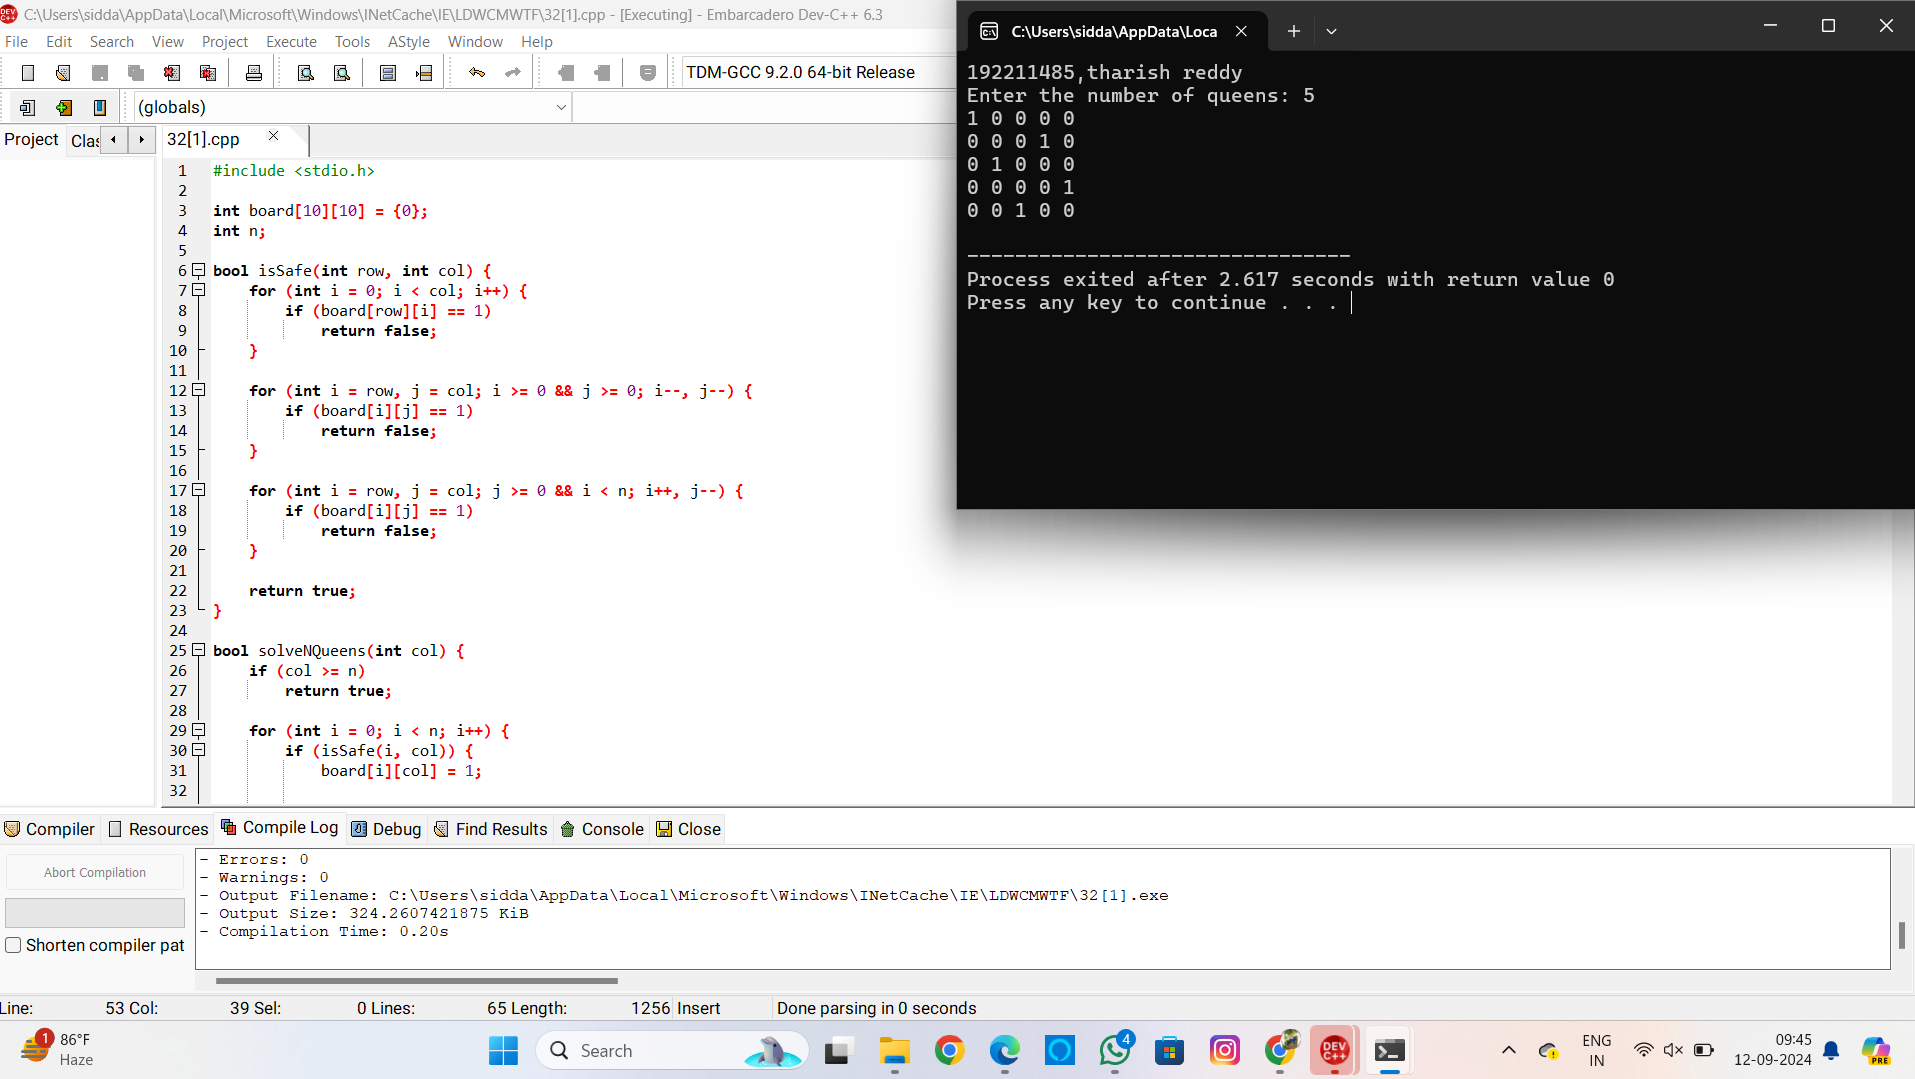 C:\Users\sidda\AppData\Local\Microsoft\Windows\INetCache\IE\LDWCMWTF\32[1].cpp - [Executing] - Embarcadero Dev-C++ 6.3
File Edit Search View Project Execute Tools AStyle Window Help
TDM-GCC 9.2.0 64-bit Release
(globals)
Project Clas 32[1].cpp
1 #include <stdio.h>
2
3 int board[10][10] = {0};
4 int n;
5
6 bool isSafe(int row, int col) {
7 for (int i = 0; i < col; i++) {
8 if (board[row][i] == 1)
9 return false;
10 }
11
12 for (int i = row, j = col; i >= 0 && j >= 0; i--, j--) {
13 if (board[i][j] == 1)
14 return false;
15 }
16
17 for (int i = row, j = col; j >= 0 && i < n; i++, j--) {
18 if (board[i][j] == 1)
19 return false;
20 }
21
22 return true;
23 }
24
25 bool solveNQueens(int col) {
26 if (col >= n)
27 return true;
28
29 for (int i = 0; i < n; i++) {
30 if (isSafe(i, col)) {
31 board[i][col] = 1;
32
C:\Users\sidda\AppData\Loca
192211485,tharish reddy
Enter the number of queens: 5
1 0 0 0 0
0 0 0 1 0
0 1 0 0 0
0 0 0 0 1
0 0 1 0 0
--------------------------------
Process exited after 2.617 seconds with return value 0
Press any key to continue . . .
Compiler Resources Compile Log Debug Find Results Console Close
Abort Compilation
Shorten compiler pat
- Errors: 0
- Warnings: 0
- Output Filename: C:\Users\sidda\AppData\Local\Microsoft\Windows\INetCache\IE\LDWCMWTF\32[1].exe
- Output Size: 324.2607421875 KiB
- Compilation Time: 0.20s
Line: 53 Col: 39 Sel: 0 Lines: 65 Length: 1256 Insert Done parsing in 0 seconds
1
86°F
Haze
Search
4
DEV C++
ENG
IN
09:45
12-09-2024
PRE